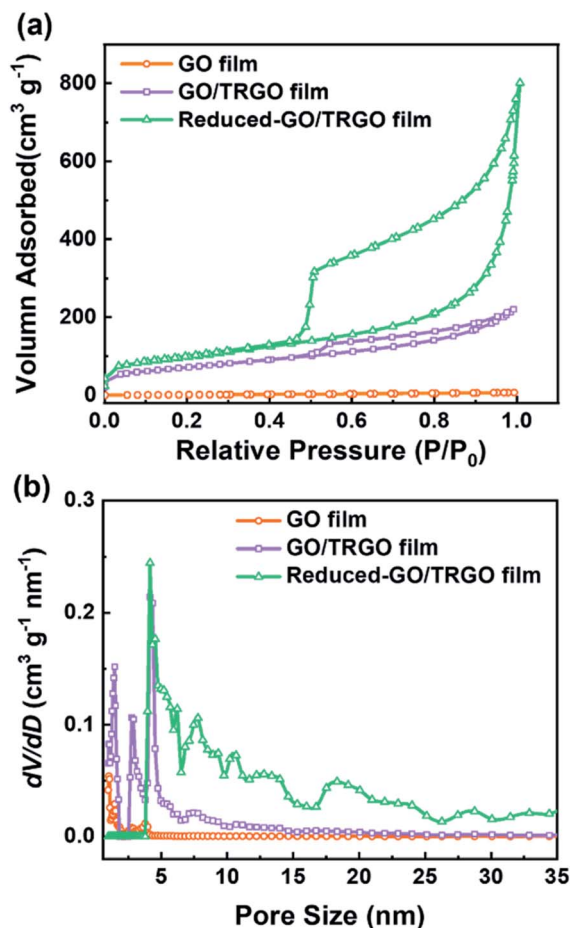 (a)
GO film
GO/TRGO film
Reduced-GO/TRGO film
800
600
400
200
0
Volumn Adsorbed(cm³ g⁻¹)
0.0 0.2 0.4 0.6 0.8 1.0
Relative Pressure (P/P₀)
(b)
GO film
GO/TRGO film
Reduced-GO/TRGO film
0.3
0.2
0.1
0.0
dV/dD (cm³ g⁻¹ nm⁻¹)
5 10 15 20 25 30 35
Pore Size (nm)